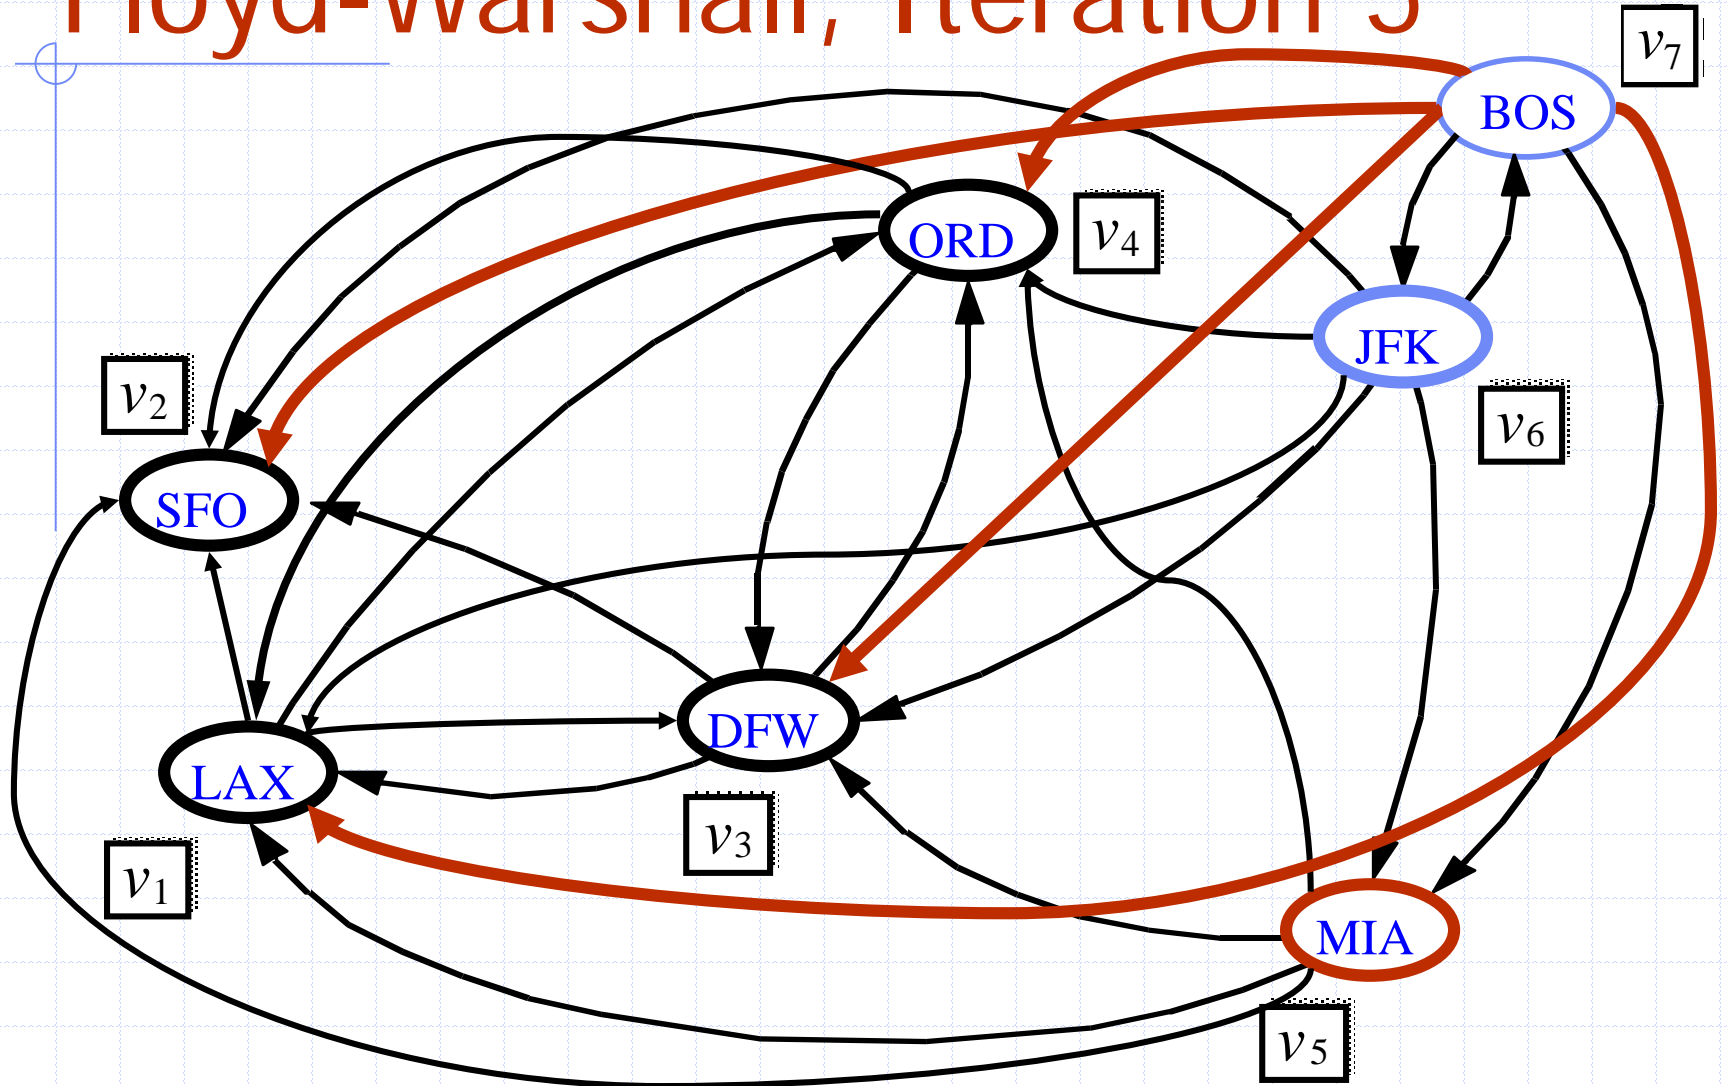 Floyd-Warshall, Iteration 5
v7
BOS
ORD
v4
JFK
v2
v6
SFO
DFW
LAX
v3
v1
MIA
v5